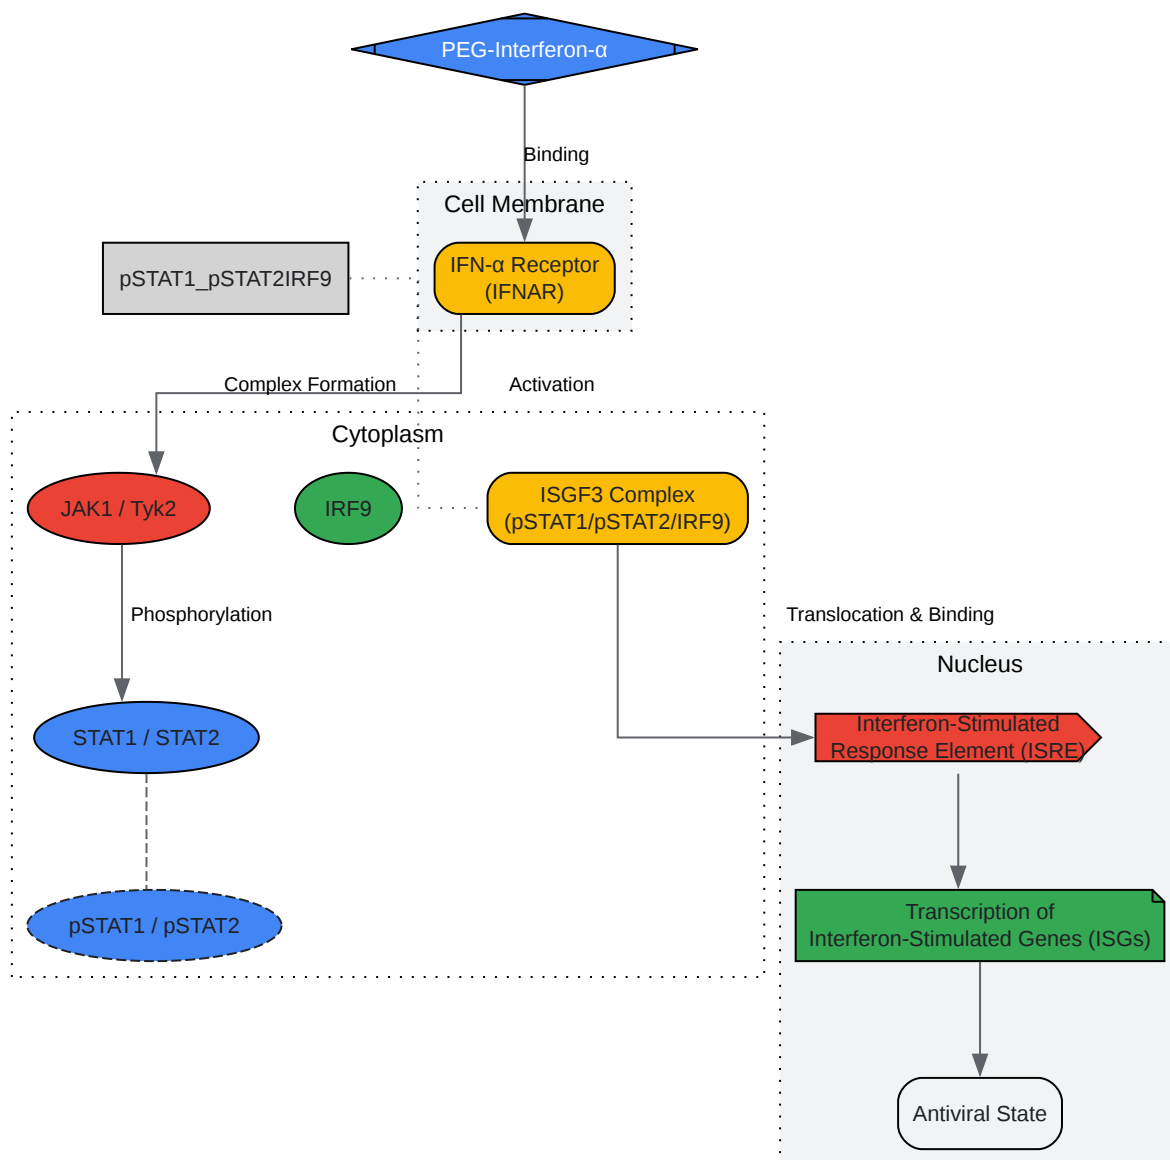 PEG-Interferon-α
Binding
Cell Membrane
pSTAT1_pSTAT2IRF9
IFN-α Receptor
(IFNAR)
Complex Formation
Activation
Cytoplasm
JAK1 / Tyk2
IRF9
ISGF3 Complex
(pSTAT1/pSTAT2/IRF9)
Phosphorylation
Translocation & Binding
Nucleus
STAT1 / STAT2
Interferon-Stimulated
Response Element (ISRE)
pSTAT1 / pSTAT2
Transcription of
Interferon-Stimulated Genes (ISGs)
Antiviral State